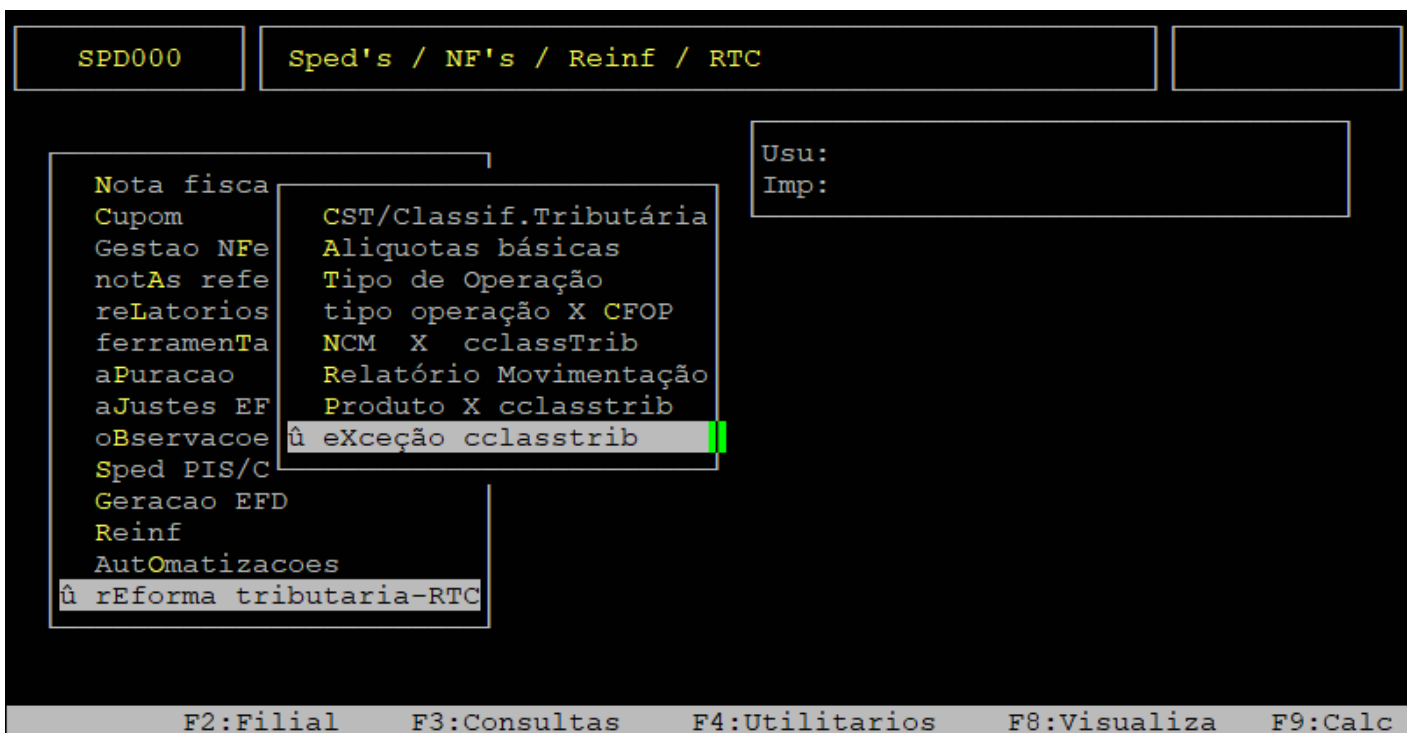 SPD000
Sped's / NF's / Reinf / RTC
Usu:
Imp:
Nota fisca
Cupom
Gestao NFe
notAs refe
reLatorios
ferramenTa
aPuracao
aJustes EF
oBservacoe
Sped PIS/C
Geracao EFD
Reinf
AutOmatizacoes
û rEforma tributaria-RTC
CST/Classif.Tributária
Aliquotas básicas
Tipo de Operação
tipo operação X CFOP
NCM  X  cclassTrib
Relatório Movimentação
Produto X cclasstrib
û eXceção cclasstrib
F2:Filial F3:Consultas F4:Utilitarios F8:Visualiza F9:Calc